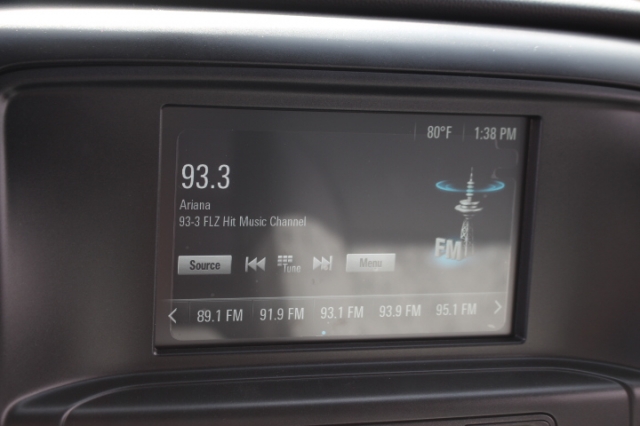 80°F 1:38 PM
93.3
Ariana
93-3 FLZ Hit Music Channel
FM
Source Tune Menu
89.1 FM 91.9 FM 93.1 FM 93.9 FM 95.1 FM